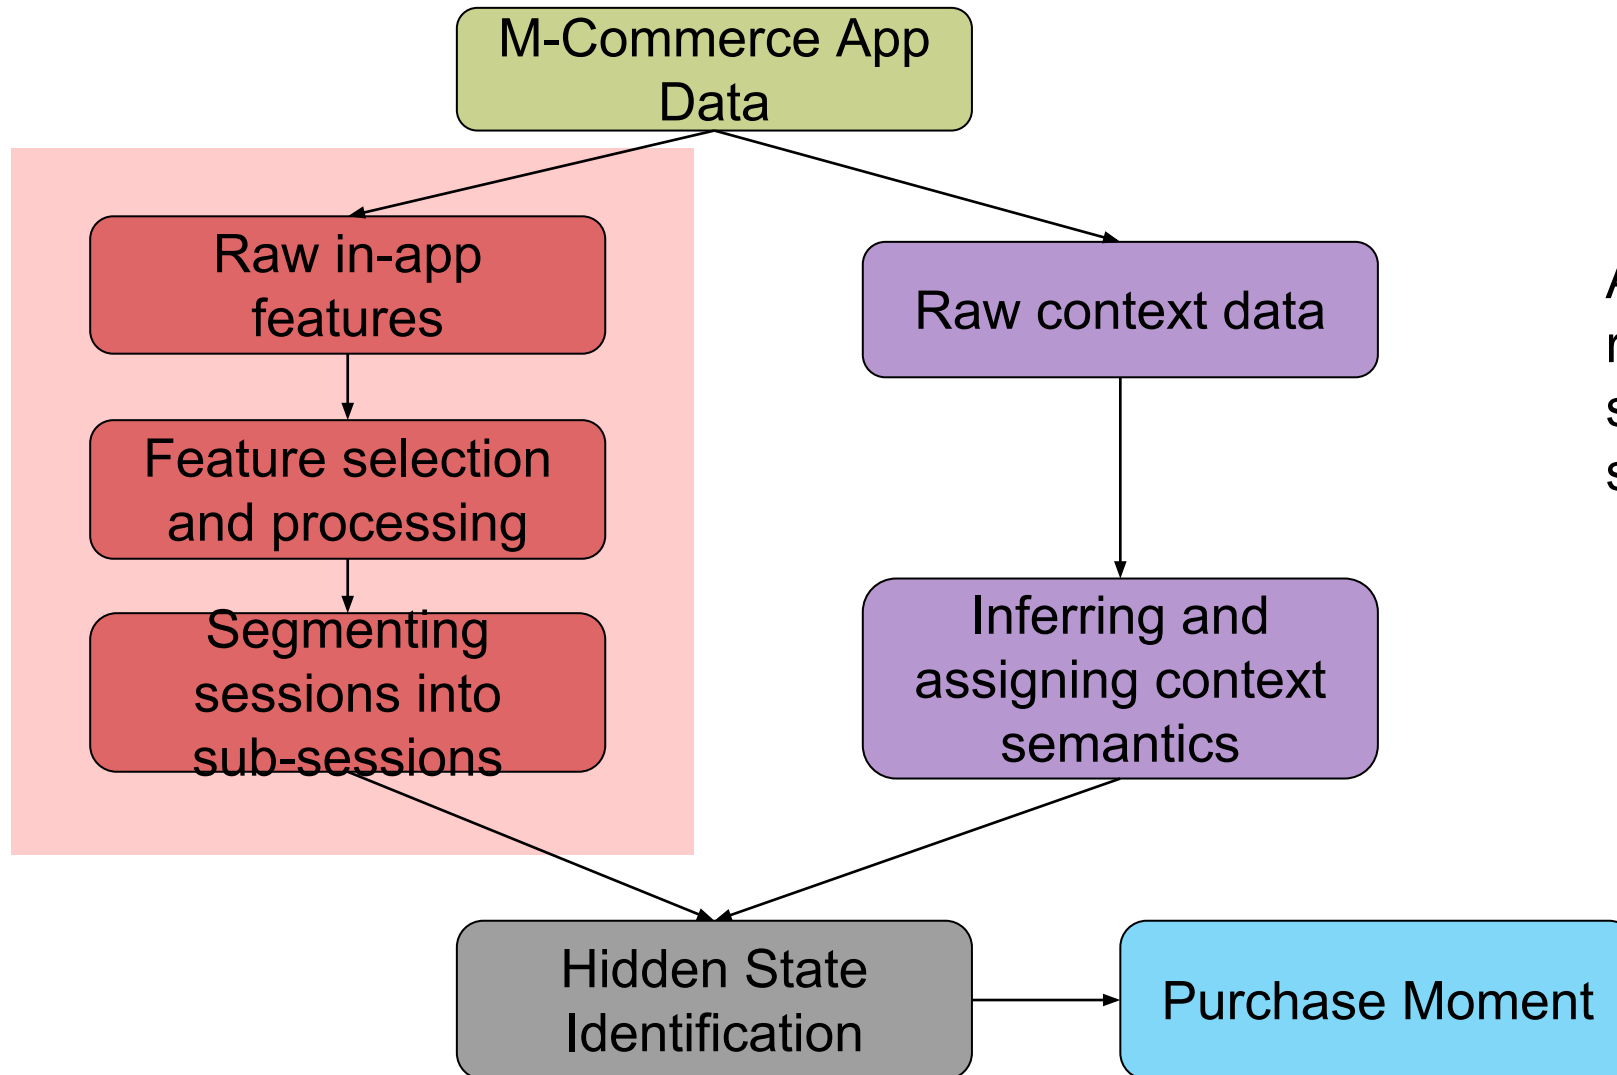 M-Commerce App
Data
Raw in-app
features
Raw context data
Feature selection
and processing
Segmenting
sessions into
sub-sessions
Inferring and
assigning context
semantics
Hidden State
Identification
Purchase Moment